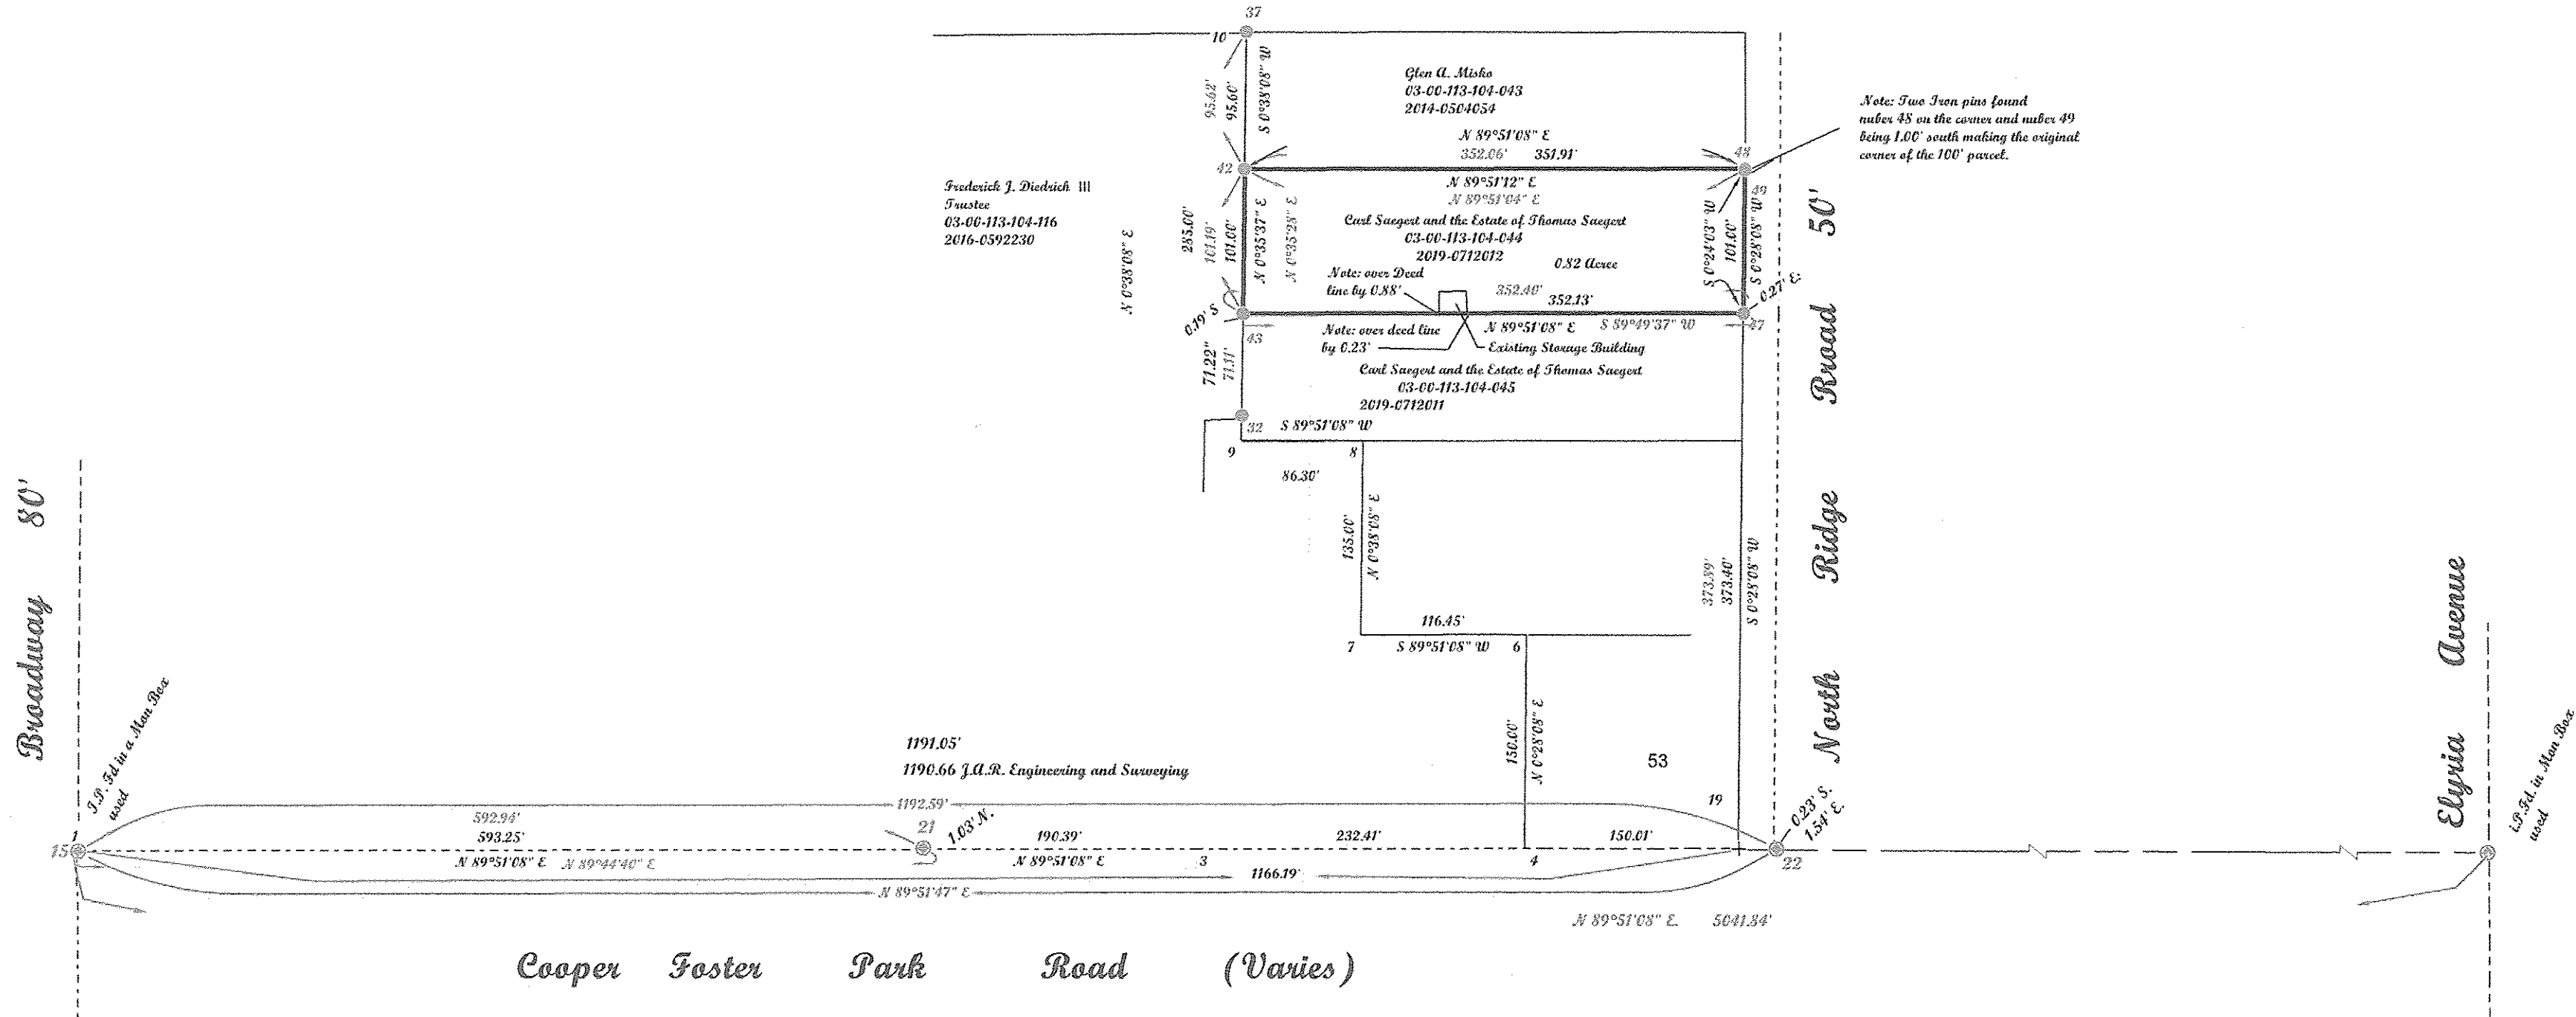 37
10
95.62'
95.60'
S 0°38'08" W
Glen A. Misko
03-00-113-104-043
2014-0504054
N 89°51'08" E
352.06' 351.91'
42
48
N 89°51'12" E
N 89°51'04" E
Note: Two Iron pins found
nuber 48 on the corner and nuber 49
being 1.00' south making the original
corner of the 100' parcel.
Frederick J. Diedrich III
Trustee
03-00-113-104-116
2016-0592230
N 0°38'08" E
285.00'
101.19'
101.00'
N 0°35'37" E
N 0°35'28" E
Carl Saegert and the Estate of Thomas Saegert
03-00-113-104-044
2019-0712012
0.82 Acre
Note: over Deed
line by 0.88'
352.40'
352.13'
S 0°24'03" W
101.00'
49
S 0°28'08" W
0.27' E.
0.19' S
43
47
Note: over deed line
by 0.23'
N 89°51'08" E S 89°49'37" W
Existing Storage Building
Carl Saegert and the Estate of Thomas Saegert
03-00-113-104-045
2019-0712011
71.22"
71.11'
32
S 89°51'08" W
9
8
86.30'
135.00'
N 0°38'08" E
116.45'
7
S 89°51'08" W
6
373.89'
373.40'
S 0°28'08" W
150.00'
N 0°28'08" E
53
19
North Ridge Rroad 50'
Broadway 80'
Elyria Avenue
I.P. Fd in a Mon Box
used
i.P.Fd. in Mon Box
used
1191.05'
1190.66 J.A.R. Engineering and Surveying
1192.59'
592.94'
593.25'
1
15
N 89°51'08" E N 89°44'40" E
21
1.03' N.
190.39'
N 89°51'08" E
3
232.41'
4
150.01'
0.23' S.
1.54' E.
22
1166.19'
N 89°51'47" E
N 89°51'08" E. 5041.84'
Cooper Foster Park Road (Varies)